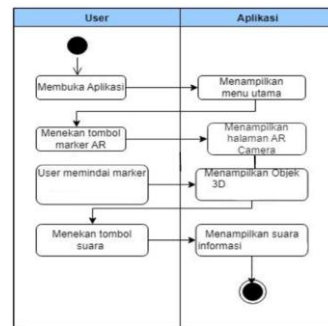 User
Aplikasi
Membuka Aplikasi
Menampilkan
menu utama
Menekan tombol
marker AR
Menampilkan
halaman AR
Camera
User memindai marker
Menampilkan Objek
3D
Menekan tombol
suara
Menampilkan suara
informasi